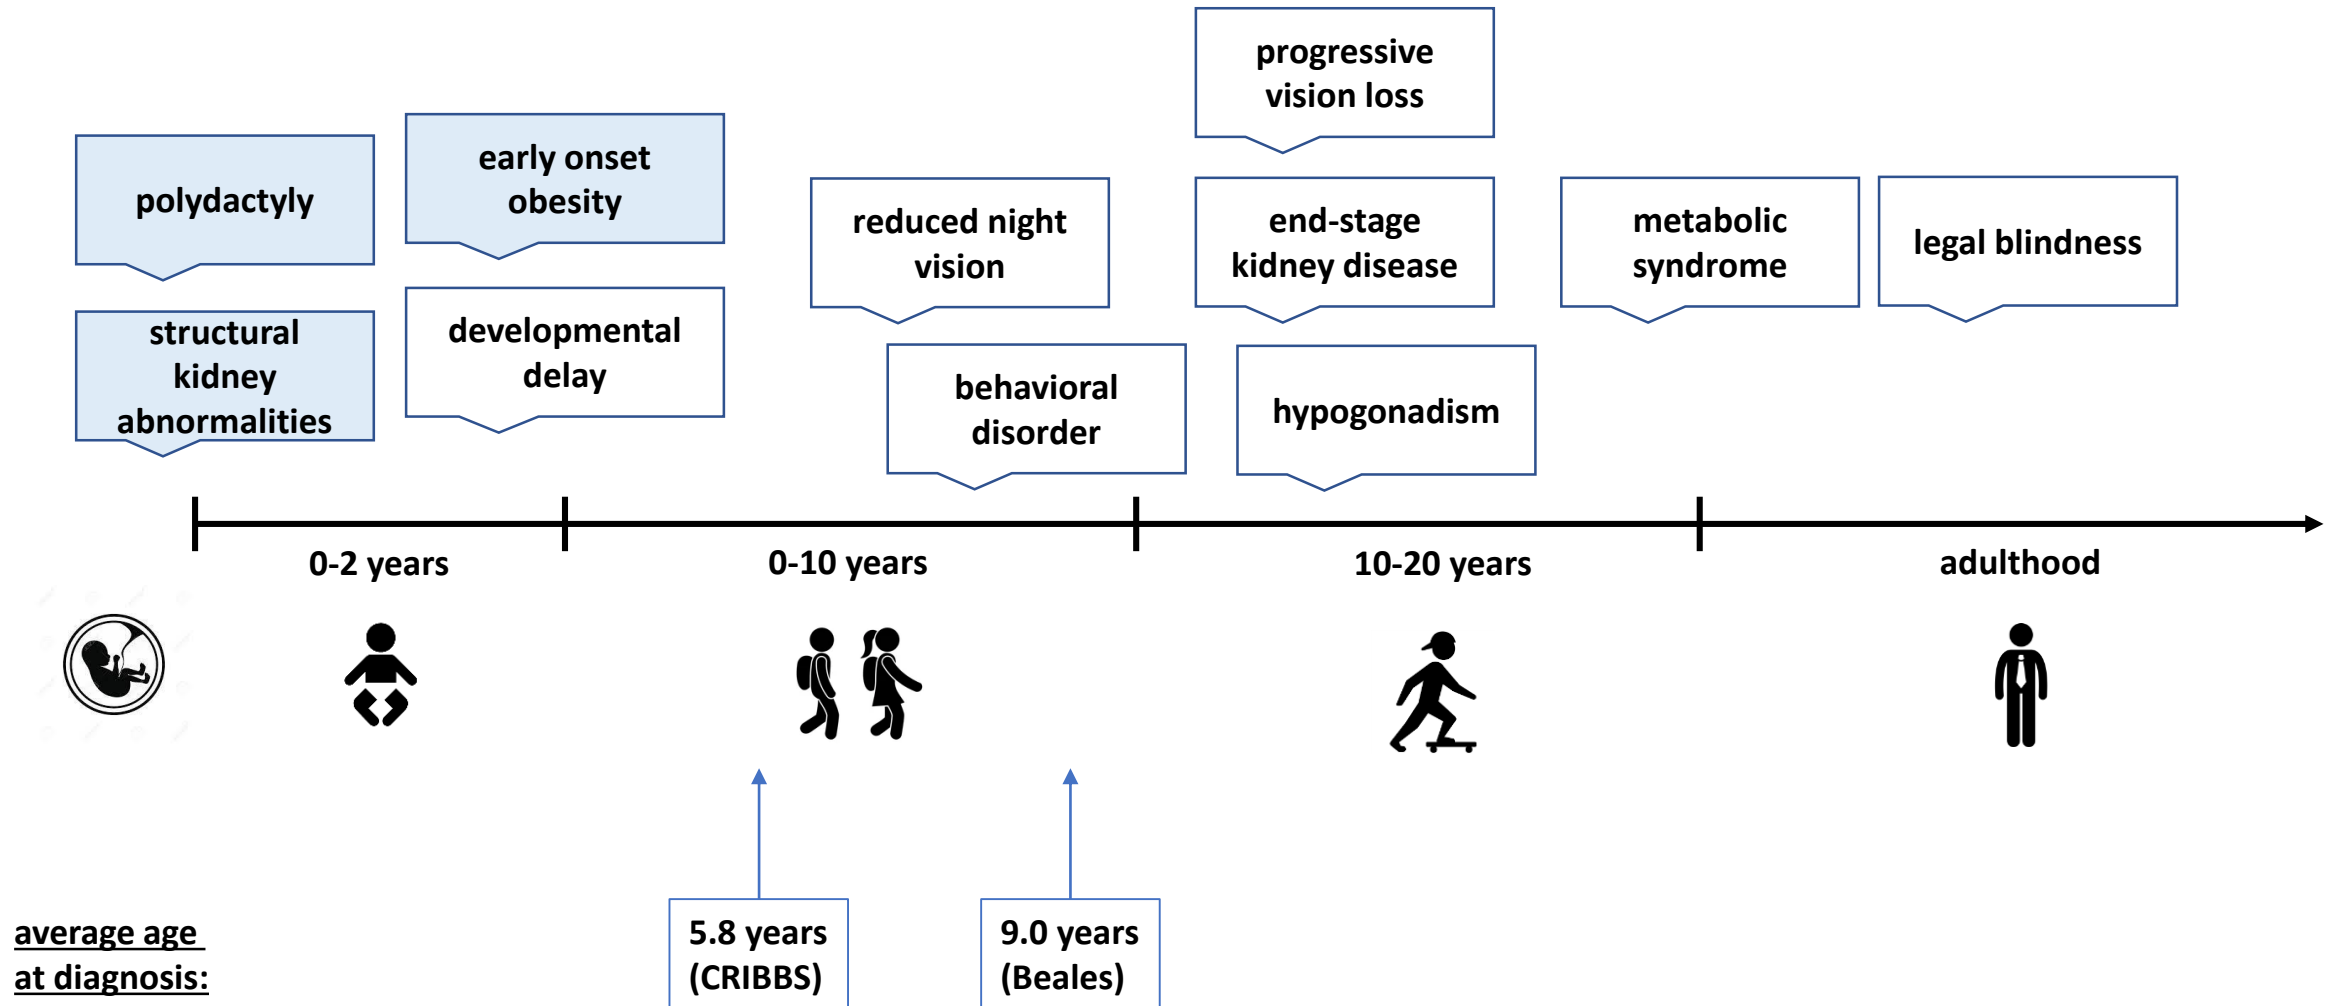 progressive
vision loss
polydactyly
early onset
obesity
reduced night
vision
end-stage
kidney disease
metabolic
syndrome
legal blindness
structural
kidney
abnormalities
developmental
delay
behavioral
disorder
hypogonadism
0-2 years
0-10 years
10-20 years
adulthood
average age
at diagnosis:
5.8 years
(CRIBBS)
9.0 years
(Beales)